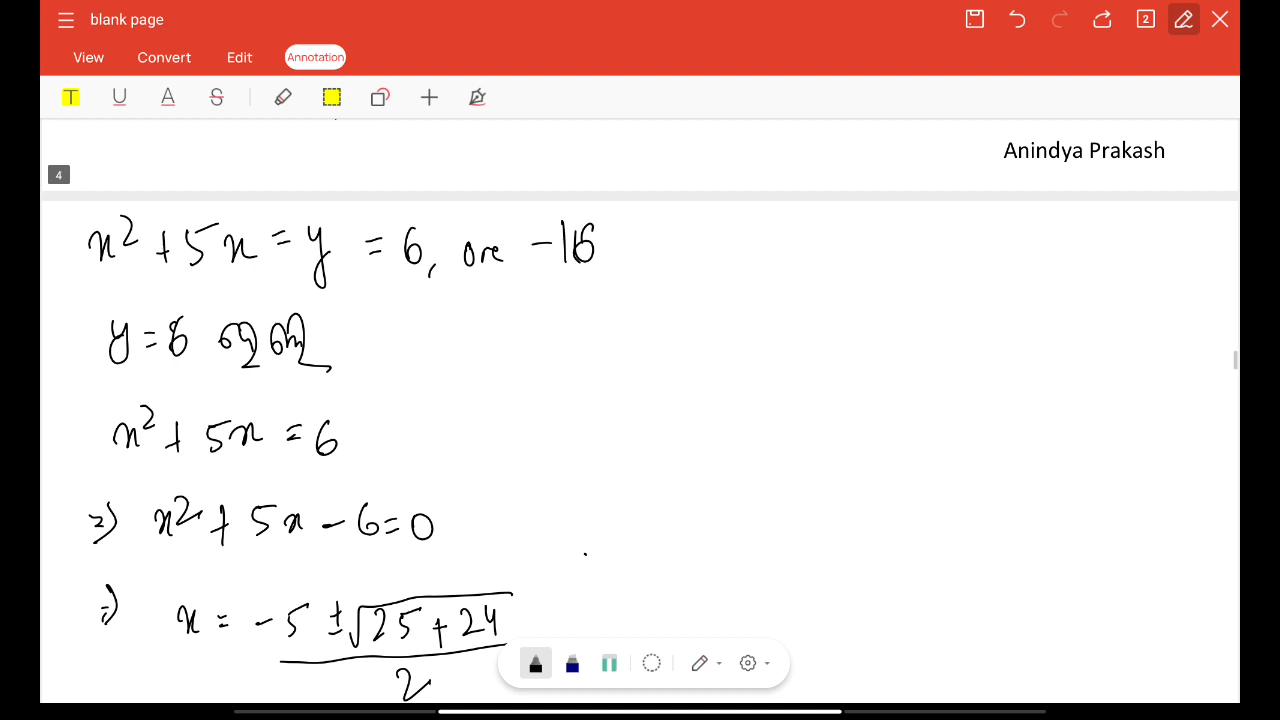 blank page
2
View Convert Edit Annotation
T U A S
Anindya Prakash
4
x² + 5x = y = 6, or -16
y = 6
x² + 5x = 6
=> x² + 5x - 6 = 0
=> x = -5 ± √25 + 24
2